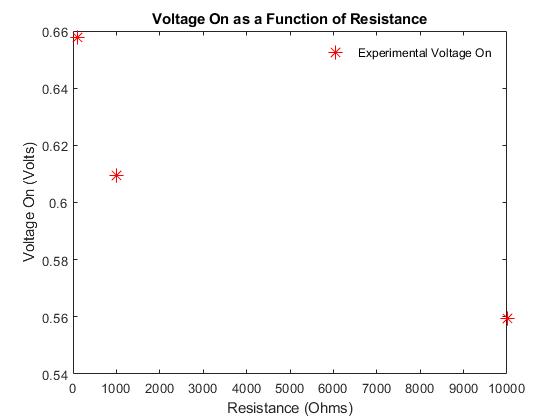 Voltage On as a Function of Resistance
0.66
Experimental Voltage On
0.64
0.62
0.6
0.58
0.56
0.54
Voltage On (Volts)
0 1000 2000 3000 4000 5000 6000 7000 8000 9000 10000
Resistance (Ohms)